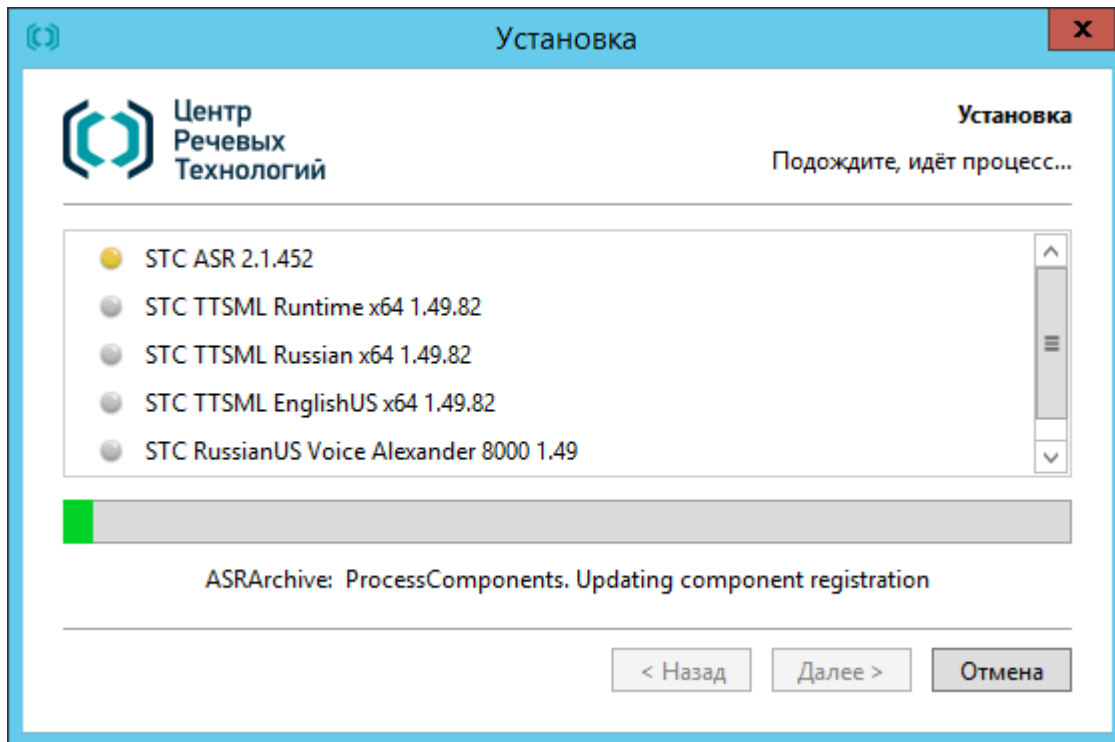 Установка
x
Центр
Речевых
Технологий
Установка
Подождите, идёт процесс...
STC ASR 2.1.452
STC TTSML Runtime x64 1.49.82
STC TTSML Russian x64 1.49.82
STC TTSML EnglishUS x64 1.49.82
STC RussianUS Voice Alexander 8000 1.49
ASRArchive: ProcessComponents. Updating component registration
< Назад
Далее >
Отмена